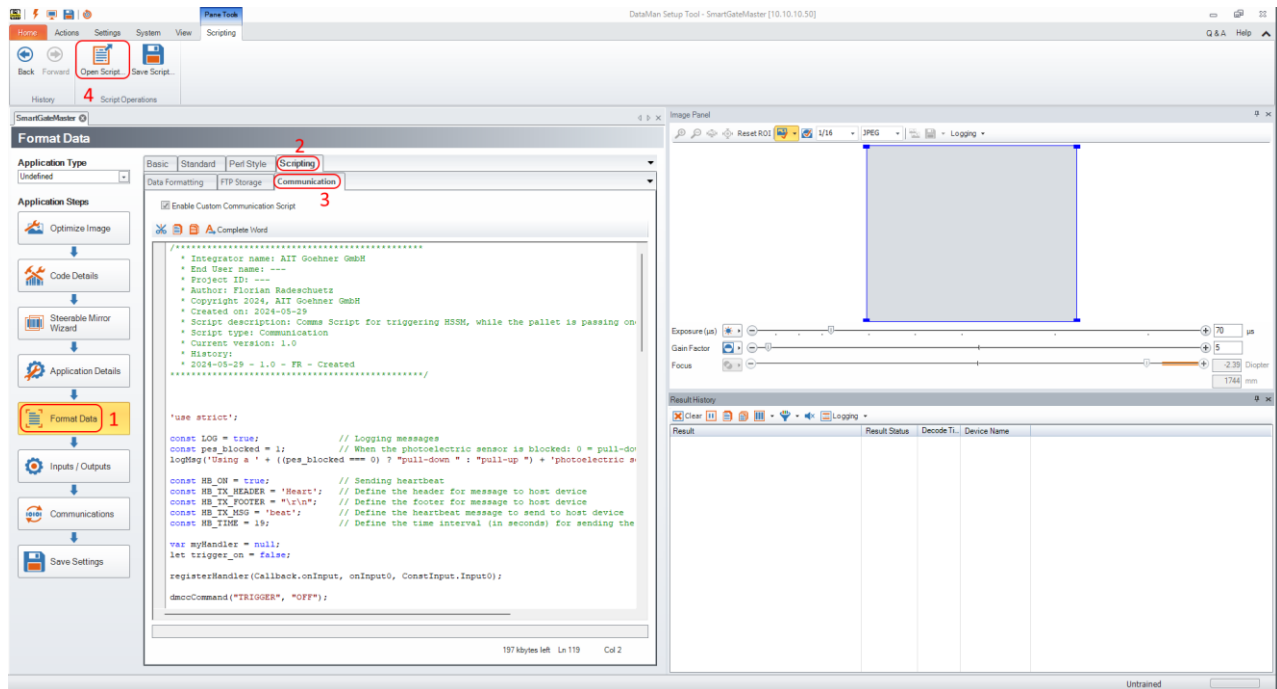 Pane Tools
DataMan Setup Tool - SmartGateMaster [10.10.10.50]
Home Actions Settings System View Scripting
Q & A Help
Back Forward Open Script... Save Script...
4
History Script Operations
SmartGateMaster
Image Panel
Format Data
Reset ROI 1/16 JPEG Logging
Application Type
Undefined
2
Basic Standard Perl Style Scripting
Data Formatting FTP Storage Communication
3
Application Steps
Enable Custom Communication Script
Optimize Image
Complete Word
Code Details
Steerable Mirror
Wizard
Application Details
Format Data 1
Inputs / Outputs
Communications
Save Settings
/***********************************************
* Integrator name: AIT Goehner GmbH
* End User name: ---
* Project ID: ---
* Author: Florian Radeschuetz
* Copyright 2024, AIT Goehner GmbH
* Created on: 2024-05-29
* Script description: Comms Script for triggering HSSM, while the pallet is passing on
* Script type: Communication
* Current version: 1.0
* History:
* 2024-05-29 - 1.0 - FR - Created
************************************************/
'use strict';
const LOG = true; // Logging messages
const pes_blocked = 1; // When the photoelectric sensor is blocked: 0 = pull-do
logMsg('Using a ' + ((pes_blocked === 0) ? "pull-down " : "pull-up ") + 'photoelectric s
const HB_ON = true; // Sending heartbeat
const HB_TX_HEADER = 'Heart'; // Define the header for message to host device
const HB_TX_FOOTER = "\r\n"; // Define the footer for message to host device
const HB_TX_MSG = 'beat'; // Define the heartbeat message to send to host device
const HB_TIME = 19; // Define the time interval (in seconds) for sending the
var myHandler = null;
let trigger_on = false;
registerHandler(Callback.onInput, onInput0, ConstInput.Input0);
dmccCommand("TRIGGER", "OFF");
197 kbytes left Ln 119 Col 2
Exposure (µs) 70 µs
Gain Factor 5
Focus -2.39 Diopter
1744 mm
Result History
Clear Logging
Result Result Status Decode Ti... Device Name
Untrained